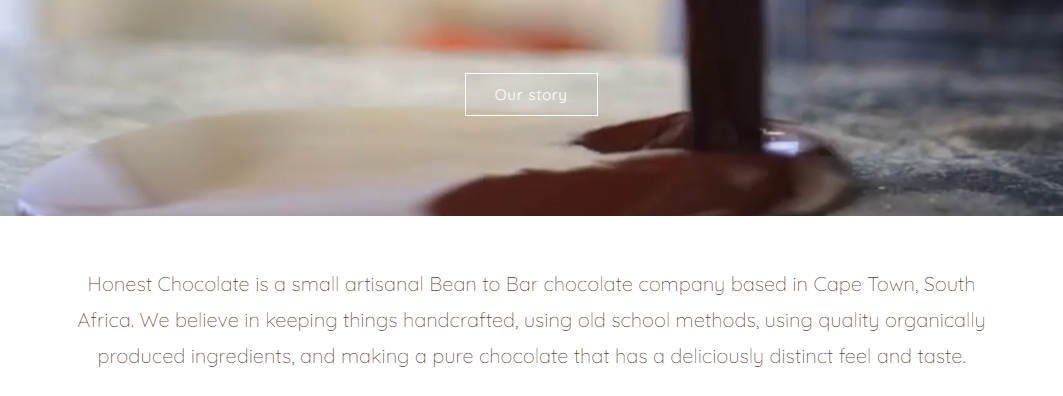 Our story
Honest Chocolate is a small artisanal Bean to Bar chocolate company based in Cape Town, South
Africa. We believe in keeping things handcrafted, using old school methods, using quality organically
produced ingredients, and making a pure chocolate that has a deliciously distinct feel and taste.